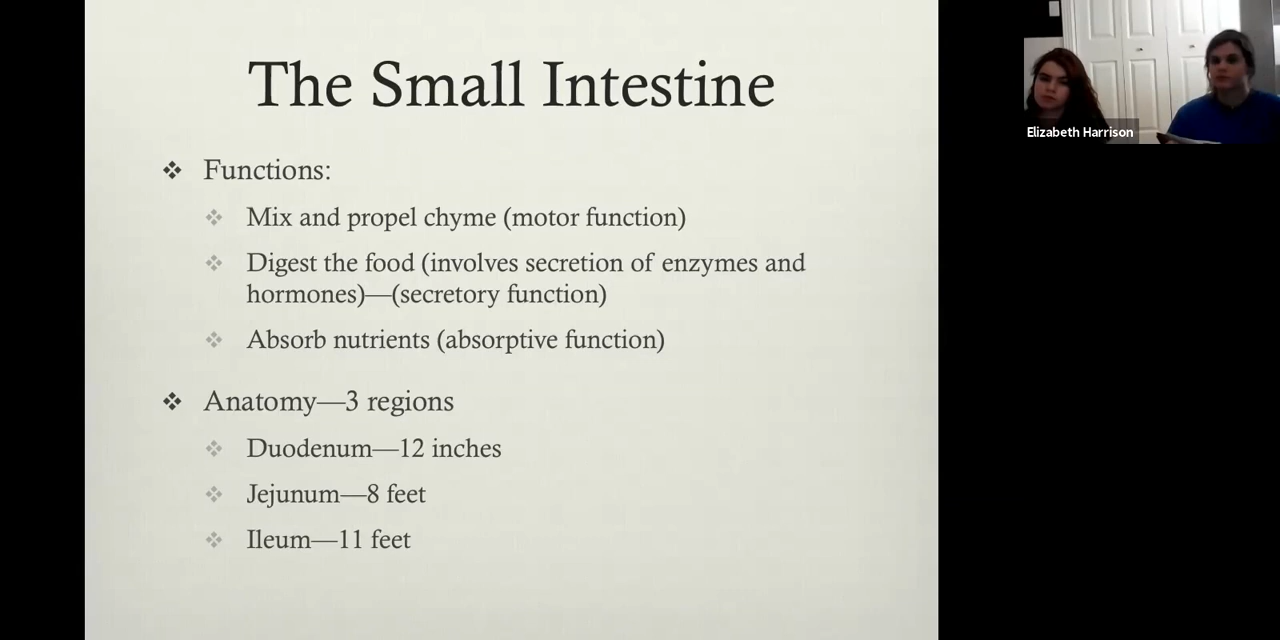 The Small Intestine
Functions:
Mix and propel chyme (motor function)
Digest the food (involves secretion of enzymes and
hormones)—(secretory function)
Absorb nutrients (absorptive function)
Anatomy—3 regions
Duodenum—12 inches
Jejunum—8 feet
Ileum—11 feet
Elizabeth Harrison